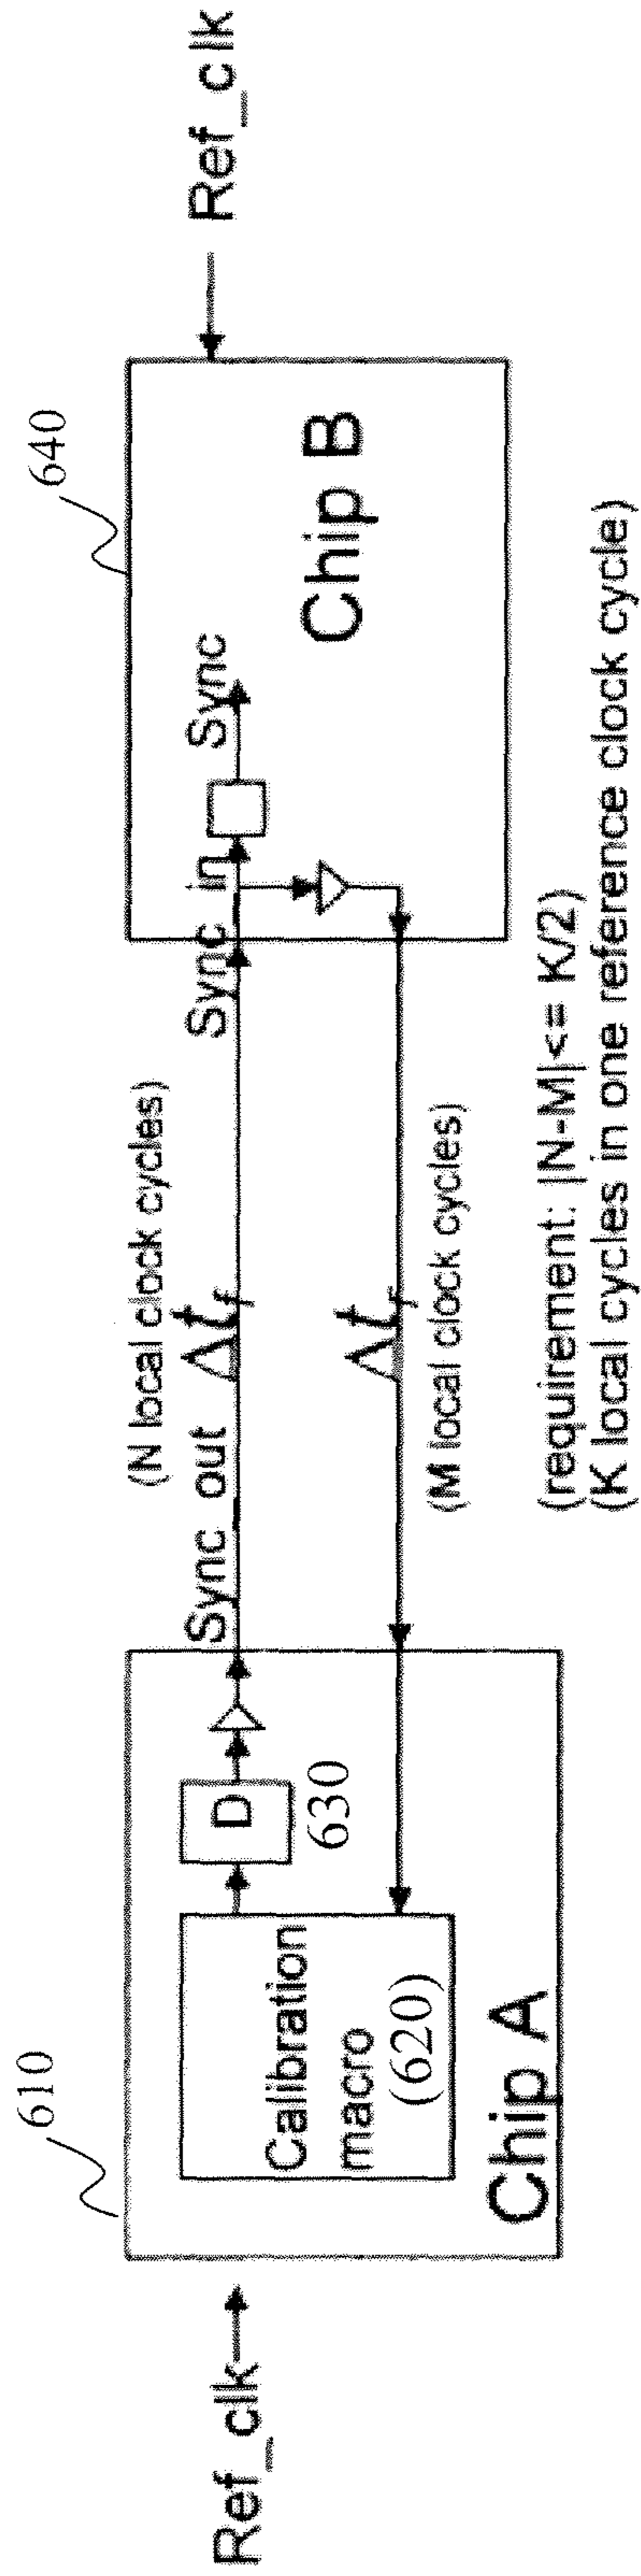 Ref_clk
610
Calibration
macro
(620)
Chip A
D
630
Sync_out
(N local clock cycles)
Δt_f
Δt_f
(M local clock cycles)
Sync_in
Sync
Chip B
640
Ref_clk
(requirement: |N-M|<= K/2)
(K local cycles in one reference clock cycle)